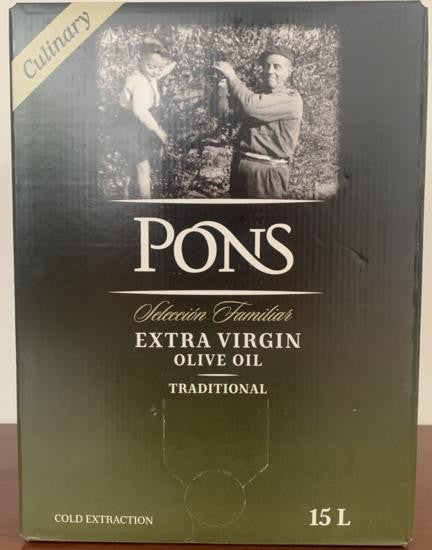 Culinary
PONS
Selección Familiar
EXTRA VIRGIN
OLIVE OIL
TRADITIONAL
COLD EXTRACTION
15 L